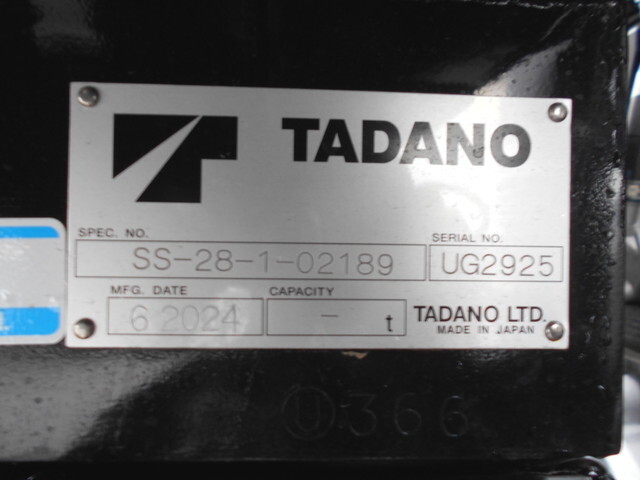 TADANO
SPEC. NO.
SERIAL NO.
SS-28-1-02189
UG2925
MFG. DATE
CAPACITY
6 2024
- t
TADANO LTD.
MADE IN JAPAN
U 366